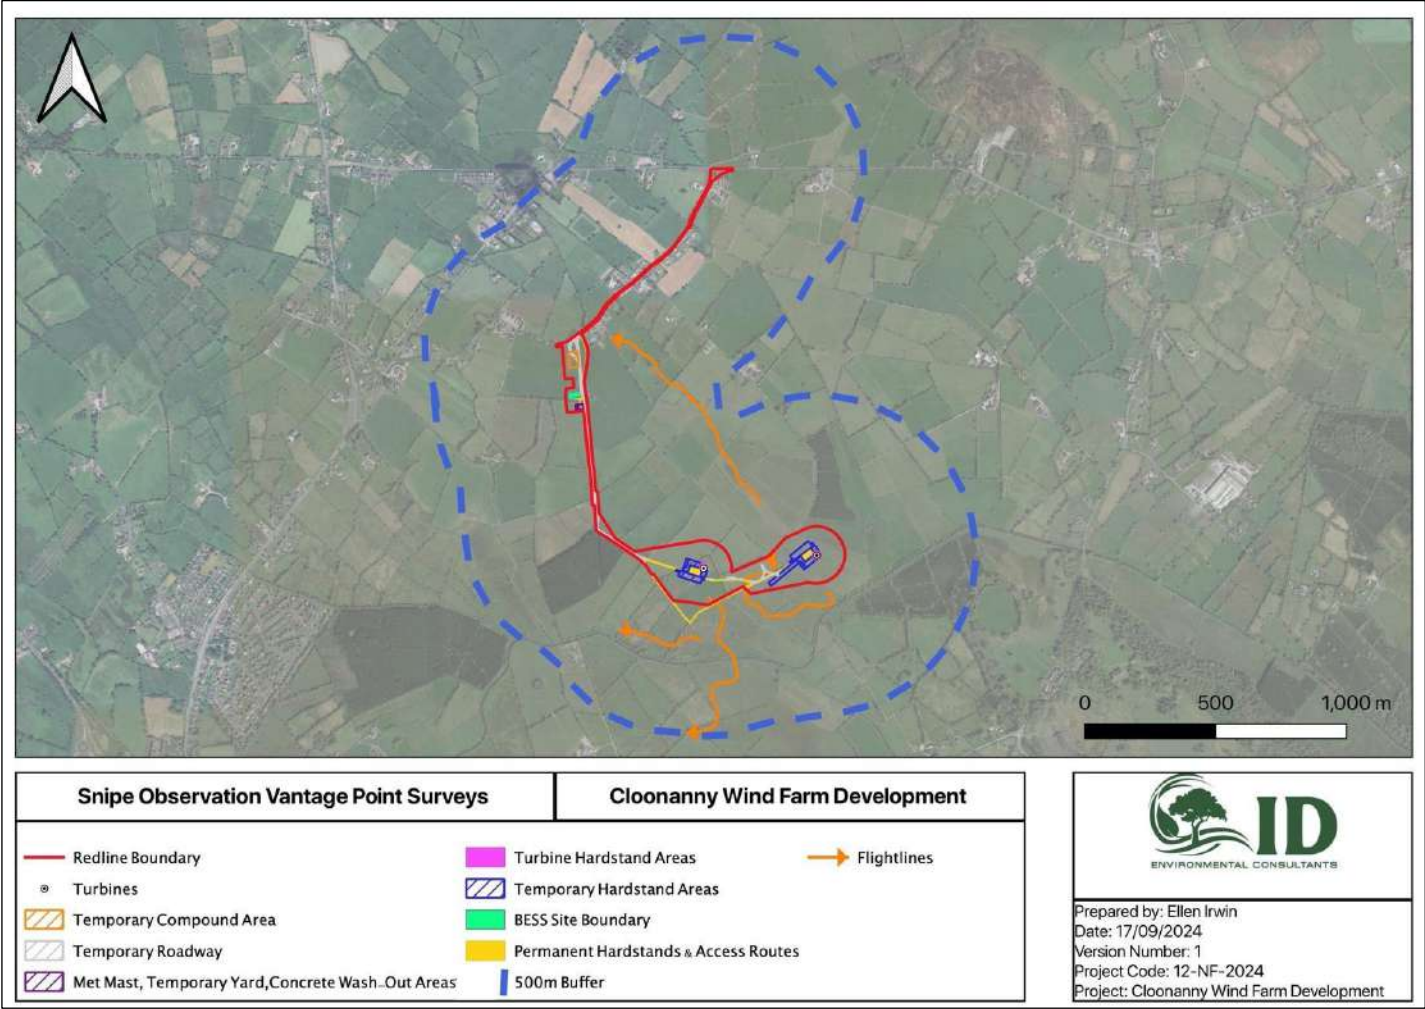 0 500 1,000 m
Snipe Observation Vantage Point Surveys
Cloonanny Wind Farm Development
Redline Boundary
Turbines
Temporary Compound Area
Temporary Roadway
Met Mast, Temporary Yard,Concrete Wash_Out Areas
Turbine Hardstand Areas
Temporary Hardstand Areas
BESS Site Boundary
Permanent Hardstands & Access Routes
500m Buffer
Flightlines
ID
ENVIRONMENTAL CONSULTANTS
Prepared by: Ellen Irwin
Date: 17/09/2024
Version Number: 1
Project Code: 12-NF-2024
Project: Cloonanny Wind Farm Development